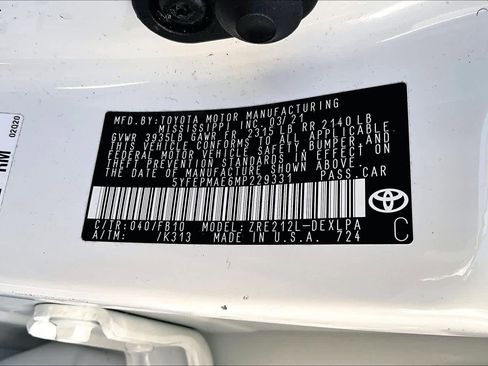 MFD.BY:TOYOTA MOTOR MANUFACTURING
MISSISSIPPI INC. 03/21
GVWR 3935LB GAWR FR 2315 LB RR 2140 LB
THIS VEHICLE CONFORMS TO ALL APPLICABLE
FEDERAL MOTOR VEHICLE SAFETY BUMPER AND
THEFT PREVENTION STANDARDS IN EFFECT ON
THE DATE OF MANUFACTURE SHOWN ABOVE.
5YFEPMAE6MP229331 PASS.CAR
C/TR: 040/FB10 MODEL: ZRE212L-DEXLPA
A/TM: /K313 MADE IN U.S.A. 724
C
02020